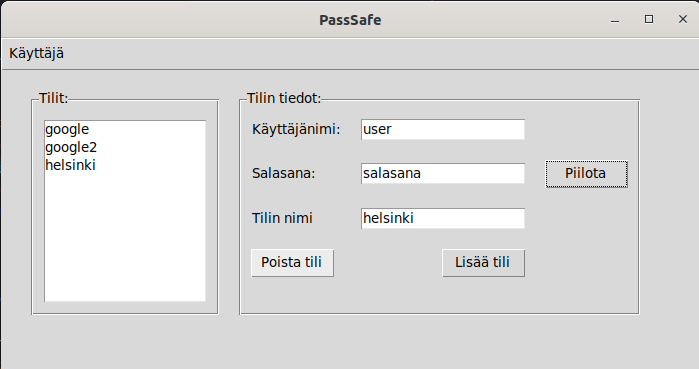 PassSafe
Käyttäjä
Tilit:
google
google2
helsinki
Tilin tiedot:
Käyttäjänimi: user
Salasana: salasana Piilota
Tilin nimi helsinki
Poista tili Lisää tili